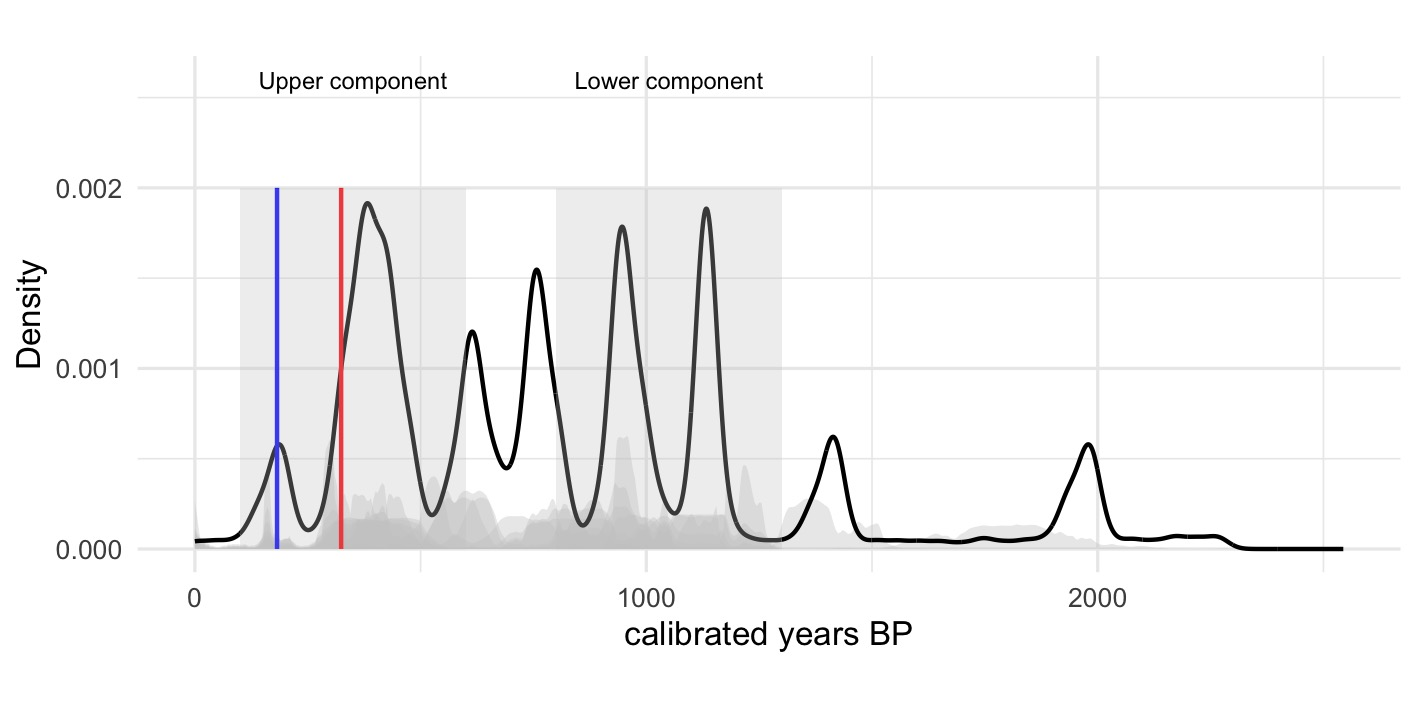 Upper component
Lower component
0.002
0.001
0.000
Density
0
1000
2000
calibrated years BP